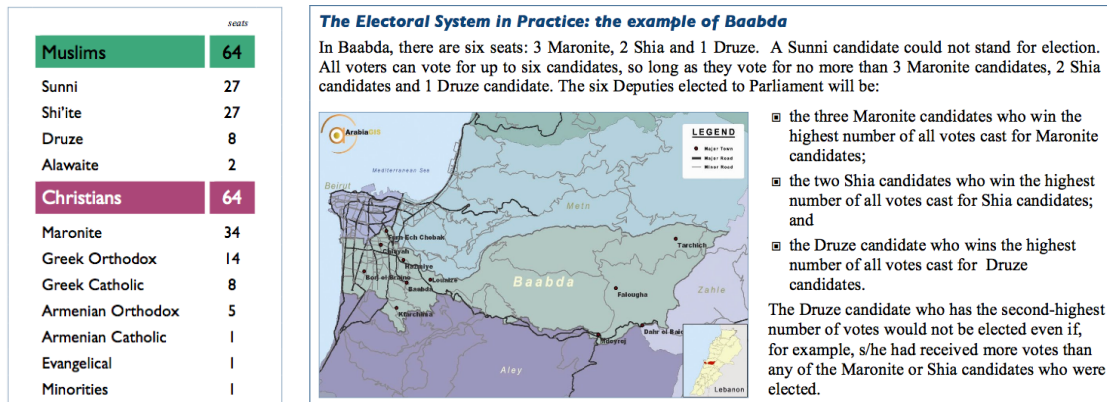 seats
Muslims 64
Sunni 27
Shi'ite 27
Druze 8
Alawaite 2
Christians 64
Maronite 34
Greek Orthodox 14
Greek Catholic 8
Armenian Orthodox 5
Armenian Catholic 1
Evangelical 1
Minorities 1
The Electoral System in Practice: the example of Baabda
In Baabda, there are six seats: 3 Maronite, 2 Shia and 1 Druze. A Sunni candidate could not stand for election.
All voters can vote for up to six candidates, so long as they vote for no more than 3 Maronite candidates, 2 Shia
candidates and 1 Druze candidate. The six Deputies elected to Parliament will be:
ArabiaGIS
LEGEND
Major Town
Major Road
Minor Road
Mediterranean Sea
Beirut
Metn
Chebak
Tarchich
Hazmiye
Louaize
Baabda
Baabda
Falougha
Zahle
Mdeyrej
Aley
Lebanon
the three Maronite candidates who win the
highest number of all votes cast for Maronite
candidates;
the two Shia candidates who win the highest
number of all votes cast for Shia candidates;
and
the Druze candidate who wins the highest
number of all votes cast for Druze
candidates.
The Druze candidate who has the second-highest
number of votes would not be elected even if,
for example, s/he had received more votes than
any of the Maronite or Shia candidates who were
elected.